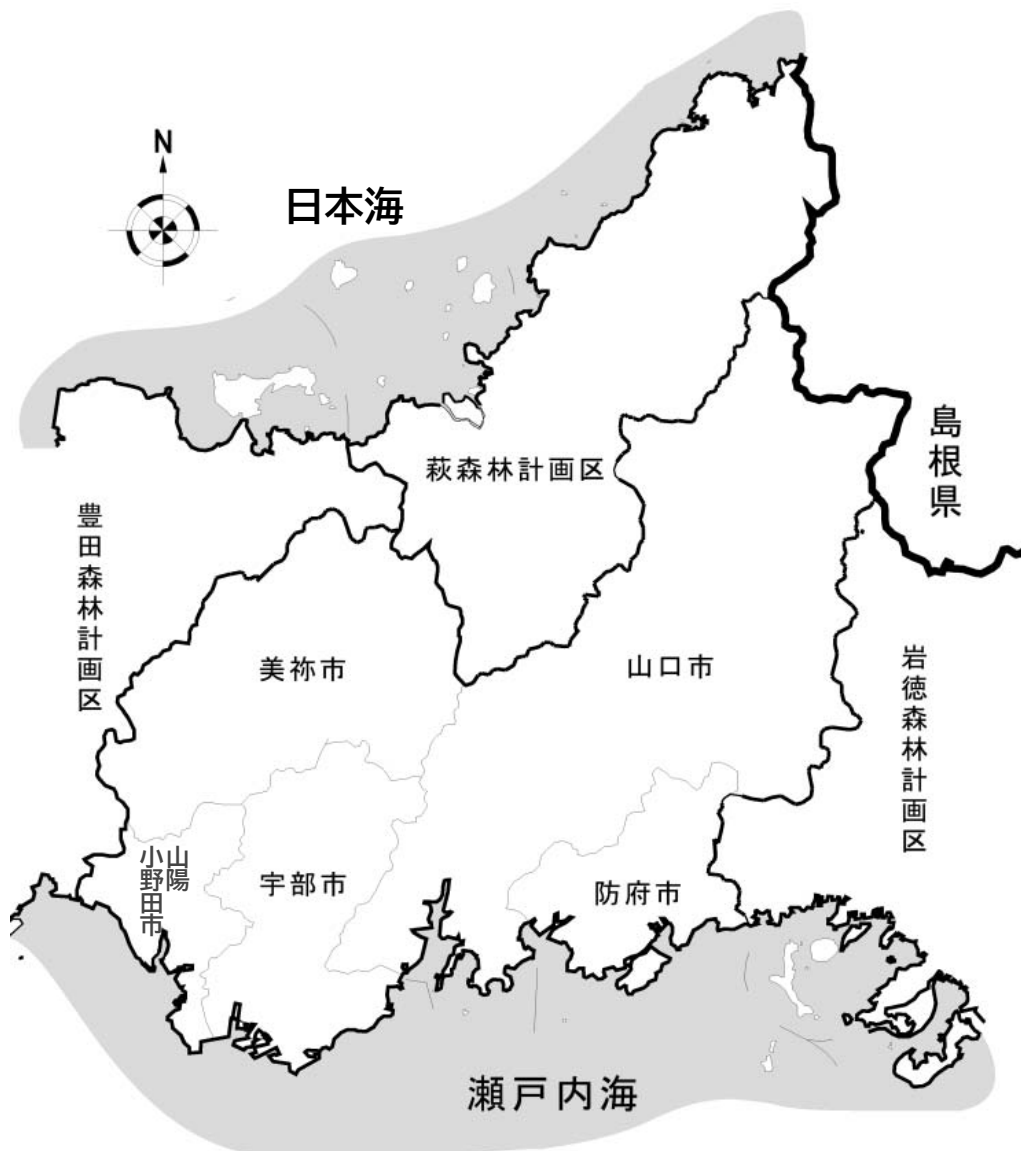 N
日本海
萩森林計画区
島根県
豊田森林計画区
美祢市
山口市
岩徳森林計画区
山陽
小野田市
宇部市
防府市
瀬戸内海